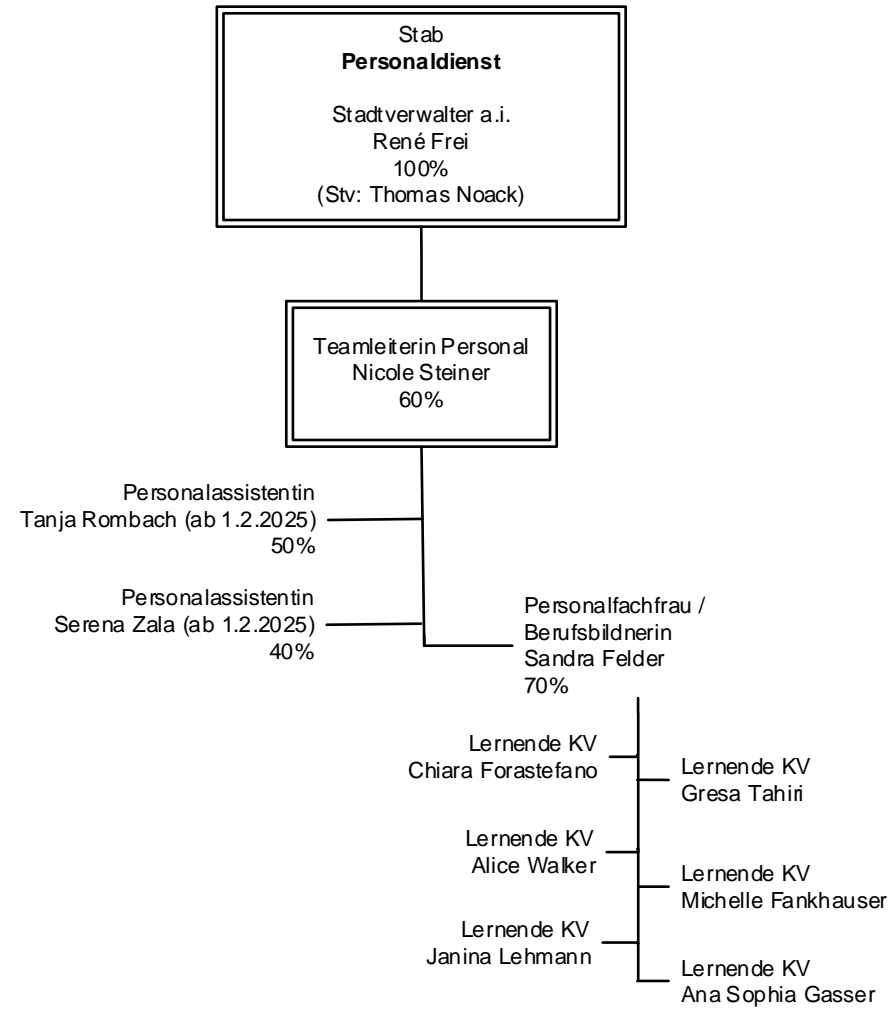 Stab
Personaldienst
Stadtverwalter a.i.
René Frei
100%
(Stv: Thomas Noack)
Teamleiterin Personal
Nicole Steiner
60%
Personalassistentin
Tanja Rombach (ab 1.2.2025)
50%
Personalassistentin
Serena Zala (ab 1.2.2025)
40%
Personalfachfrau /
Berufsbildnerin
Sandra Felder
70%
Lernende KV
Chiara Forastefano
Lernende KV
Gresa Tahiri
Lernende KV
Alice Walker
Lernende KV
Michelle Fankhauser
Lernende KV
Janina Lehmann
Lernende KV
Ana Sophia Gasser